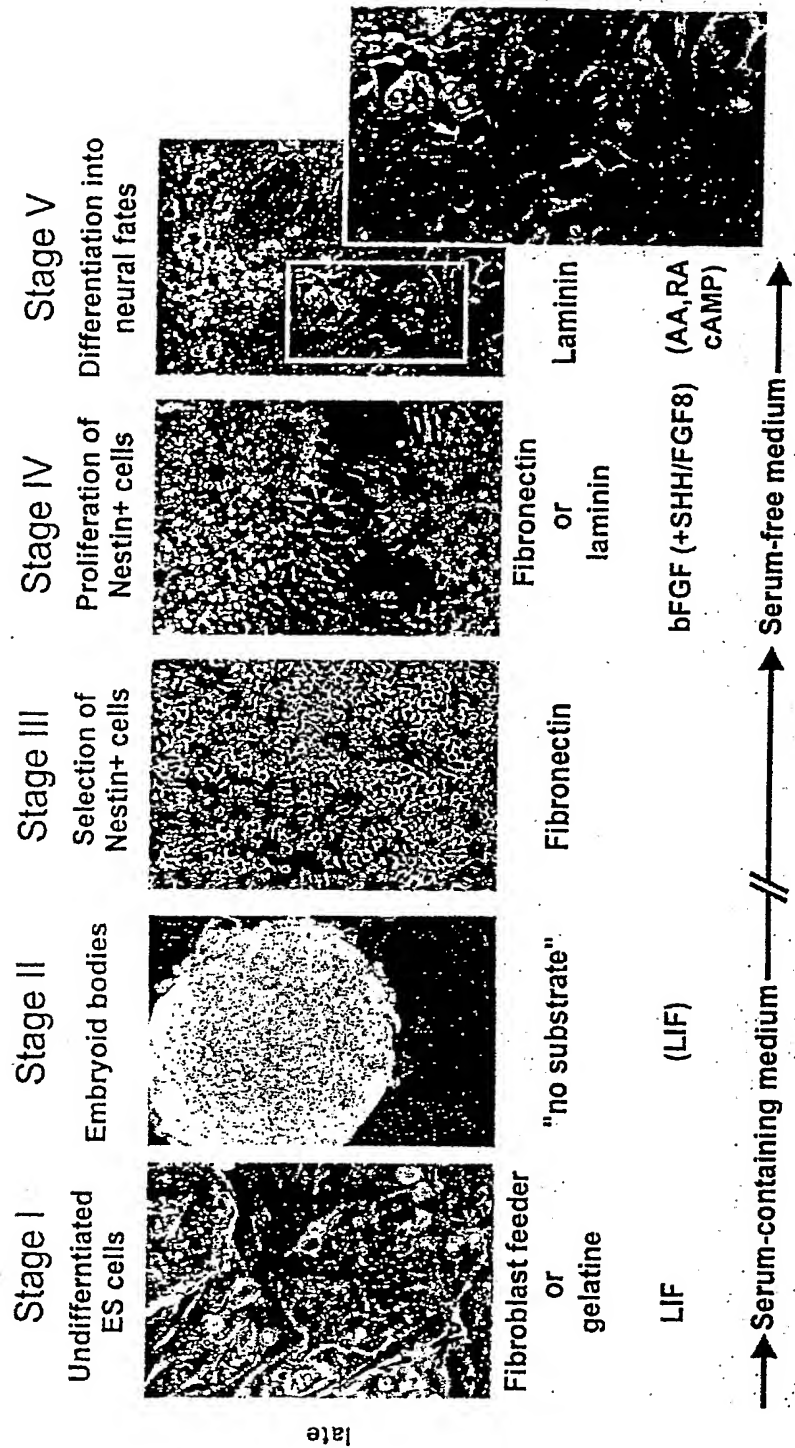 Stage I
Undifferntiated
ES cells
Fibroblast feeder
or
gelatine
LIF
Stage II
Embryoid bodies
"no substrate"
(LIF)
Stage III
Selection of
Nestin+ cells
Fibronectin
Stage IV
Proliferation of
Nestin+ cells
Fibronectin
or
laminin
bFGF (+SHH/FGF8)
Stage V
Differentiation into
neural fates
Laminin
(AA,RA
cAMP)
late
Serum-containing medium
Serum-free medium